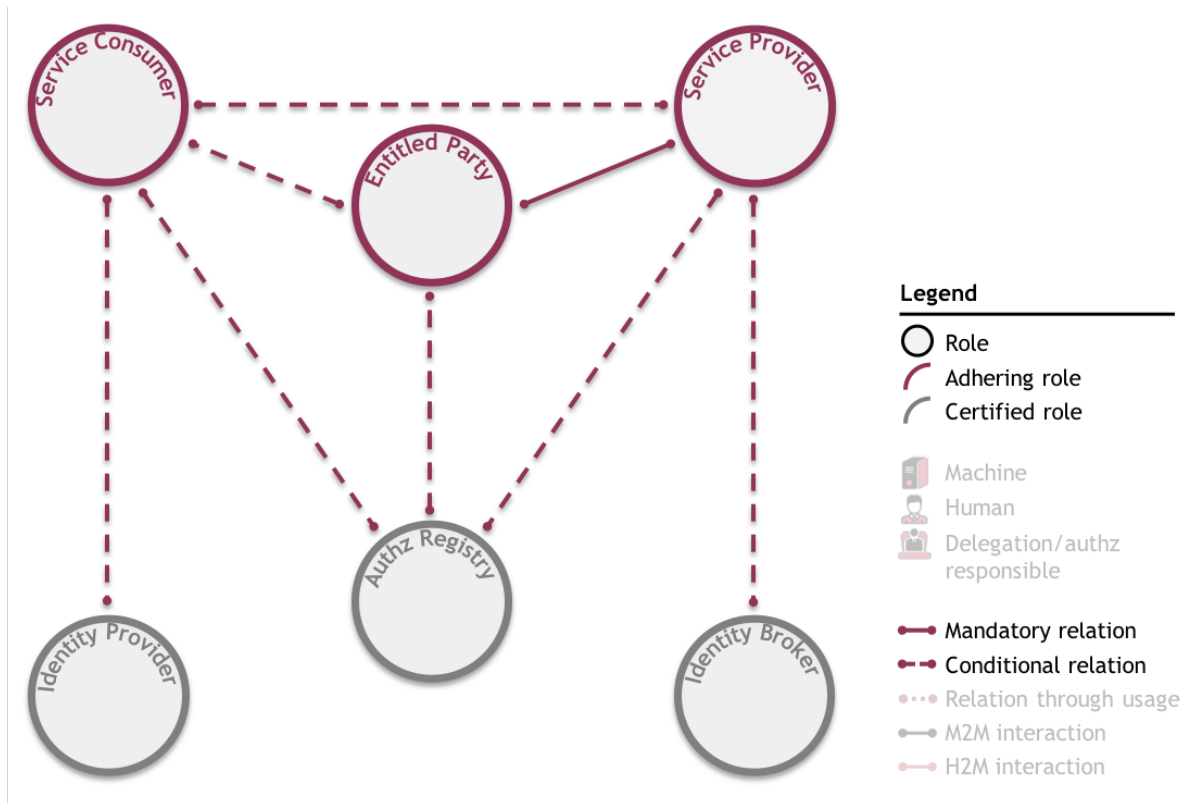 Service Consumer
Service Provider
Entitled Party
Authz Registry
Identity Provider
Identity Broker
Legend
Role
Adhering role
Certified role
Machine
Human
Delegation/authz
responsible
Mandatory relation
Conditional relation
Relation through usage
M2M interaction
H2M interaction